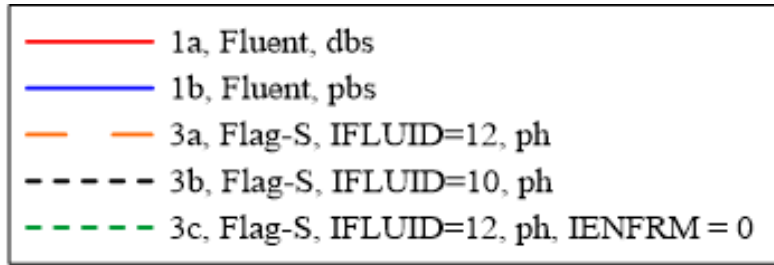 1a, Fluent, dbs
1b, Fluent, pbs
3a, Flag-S, IFLUID=12, ph
3b, Flag-S, IFLUID=10, ph
3c, Flag-S, IFLUID=12, ph, IENFRM = 0